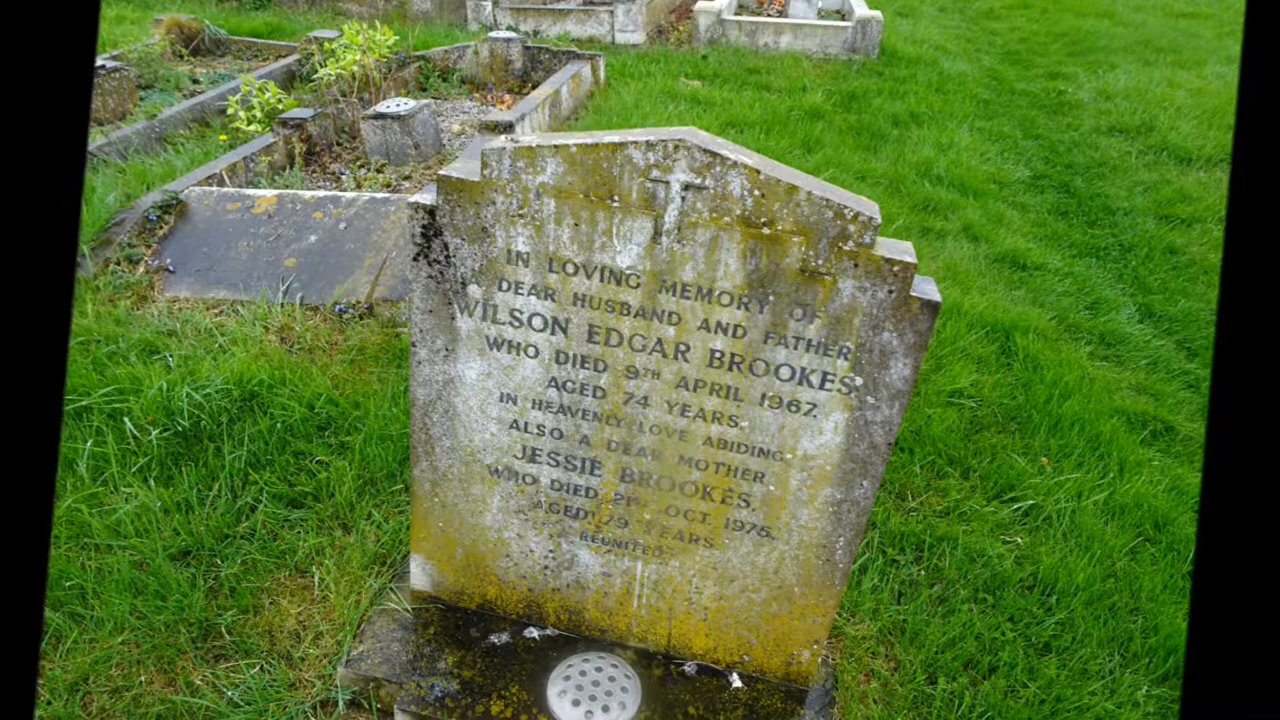 IN LOVING MEMORY OF
A DEAR HUSBAND AND FATHER
WILSON EDGAR BROOKES.
WHO DIED 9TH APRIL 1967.
AGED 74 YEARS.
IN HEAVENLY LOVE ABIDING.
ALSO A DEAR MOTHER
JESSIE BROOKES.
WHO DIED 21ST OCT. 1975.
AGED 79 YEARS.
REUNITED.